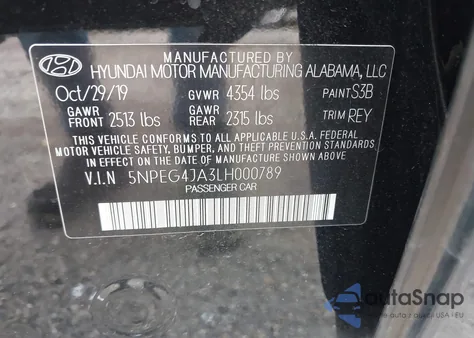 MANUFACTURED BY
HYUNDAI MOTOR MANUFACTURING ALABAMA, LLC
Oct/29/19 GVWR 4354 lbs PAINT S3B
GAWR FRONT 2513 lbs GAWR REAR 2315 lbs TRIM REY
THIS VEHICLE CONFORMS TO ALL APPLICABLE U.S.A. FEDERAL
MOTOR VEHICLE SAFETY, BUMPER, AND THEFT PREVENTION STANDARDS
IN EFFECT ON THE DATE OF MANUFACTURE SHOWN ABOVE.
V.I.N 5NPEG4JA3LH000789
PASSENGER CAR
autaSnap